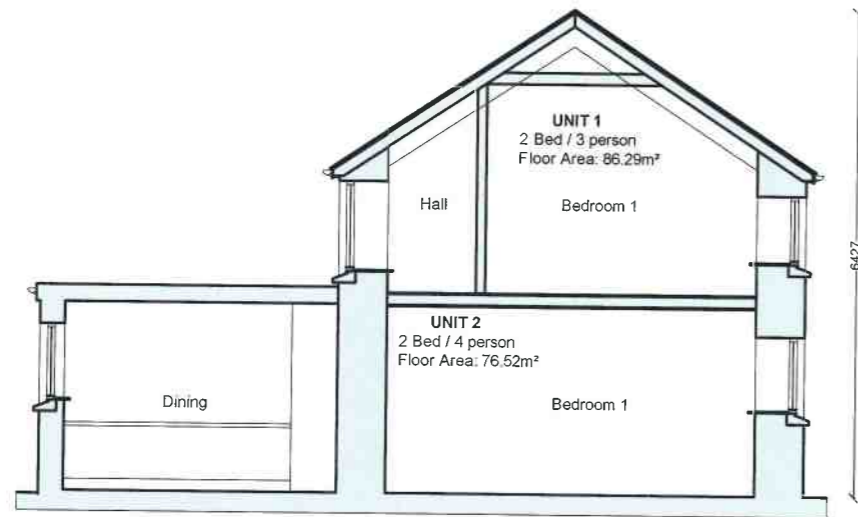 UNIT 1
2 Bed / 3 person
Floor Area: 86.29m²
Hall
Bedroom 1
6427
UNIT 2
2 Bed / 4 person
Floor Area: 76.52m²
Dining
Bedroom 1